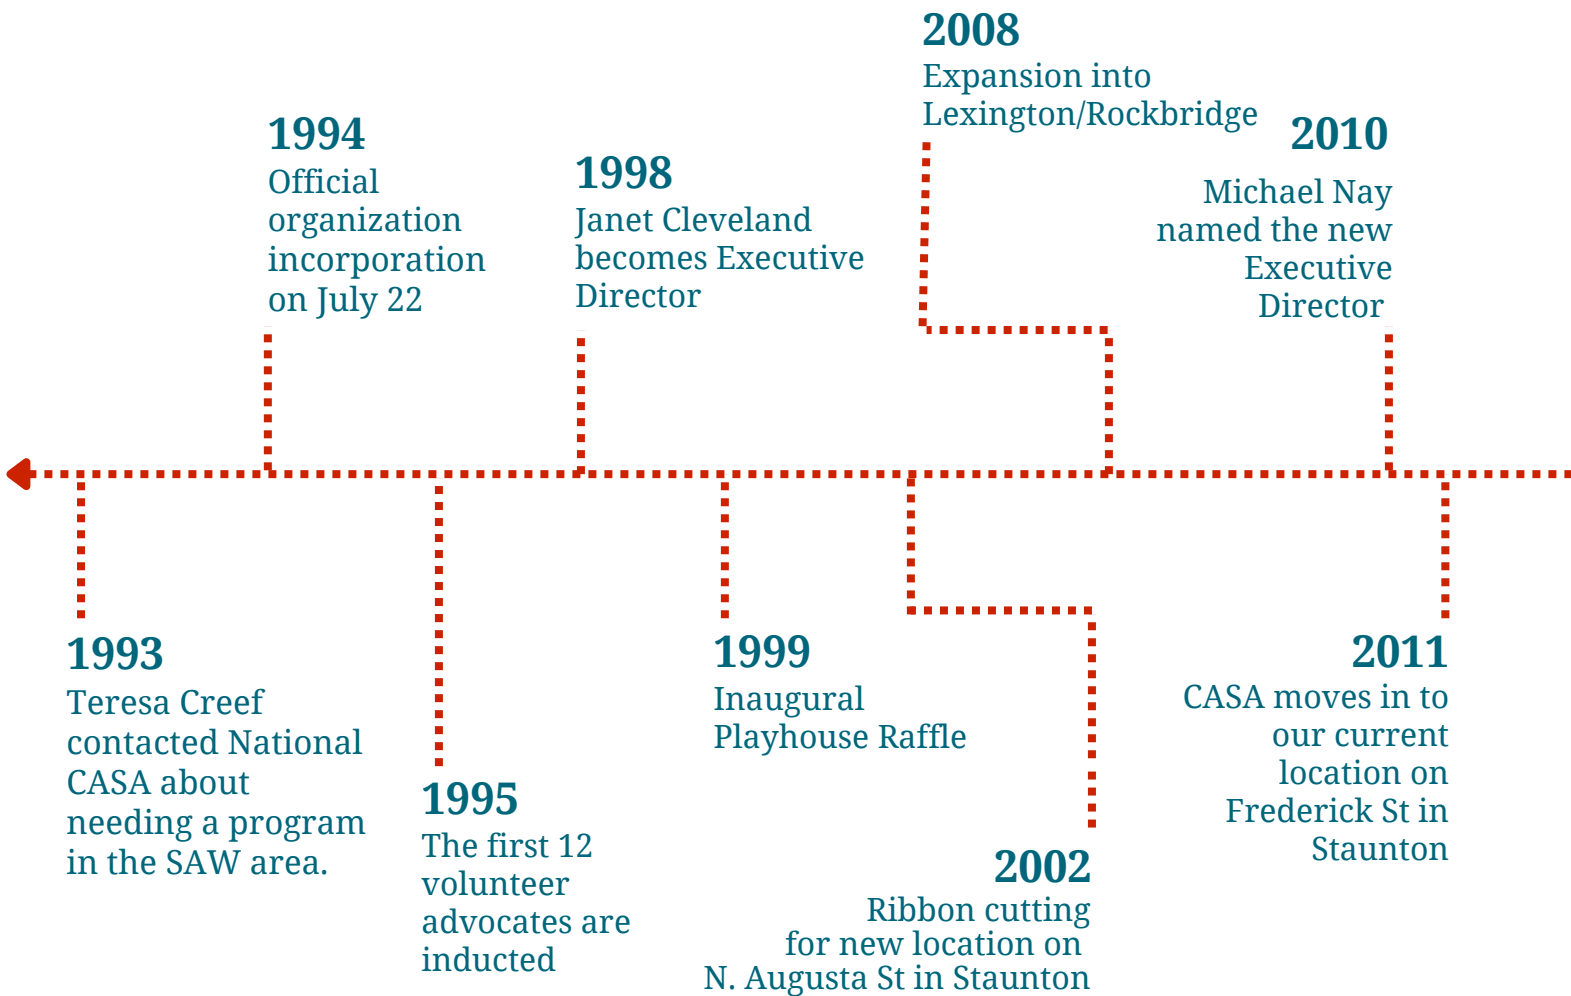 2008
Expansion into
Lexington/Rockbridge
1994
Official
organization
incorporation
on July 22
1998
Janet Cleveland
becomes Executive
Director
2010
Michael Nay
named the new
Executive
Director
1993
Teresa Creef
contacted National
CASA about
needing a program
in the SAW area.
1995
The first 12
volunteer
advocates are
inducted
1999
Inaugural
Playhouse Raffle
2002
Ribbon cutting
for new location on
N. Augusta St in Staunton
2011
CASA moves in to
our current
location on
Frederick St in
Staunton